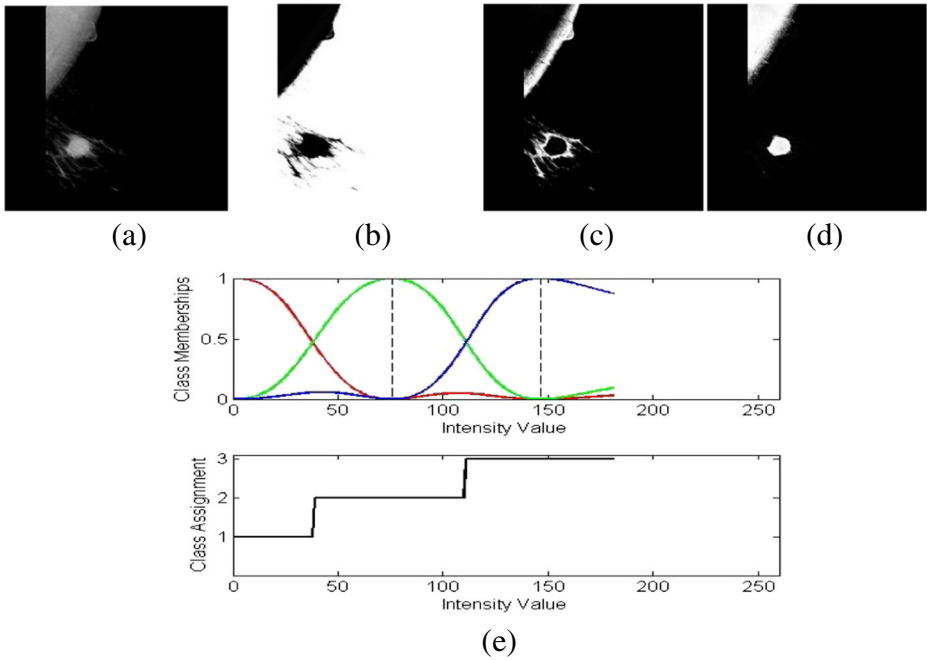 (a) (b) (c) (d)
1
0.5
0
Class Memberships
0 50 100 150 200 250
Intensity Value
3
2
1
Class Assignment
0 50 100 150 200 250
Intensity Value
(e)